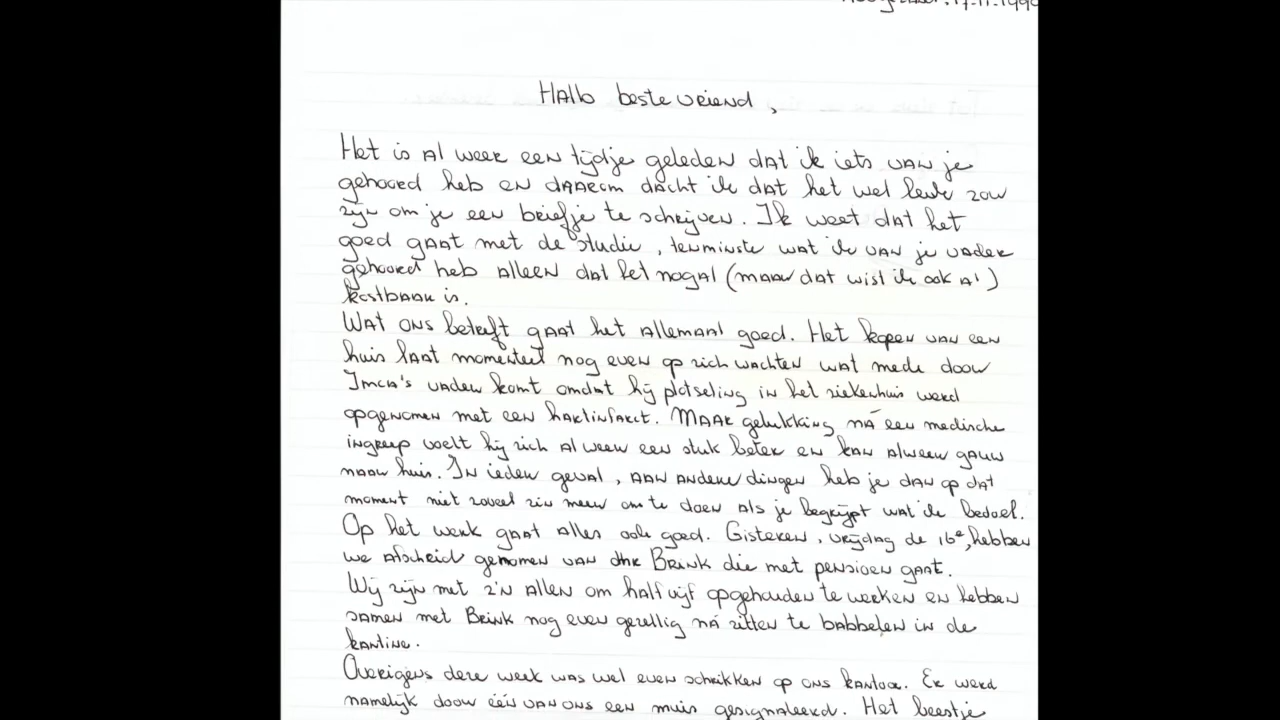 17-11-1990
Hallo beste vriend,
Het is al weer een tijdje geleden dat ik iets van je
gehoord heb en daarom dacht ik dat het wel leuk zou
zijn om je een briefje te schrijven. Ik weet dat het
goed gaat met de studie, tenminste wat ik van je vader
gehoord heb alleen dat het nogal (maar dat wist ik ook al)
kostbaar is.
Wat ons betreft gaat het allemaal goed. Het kopen van een
huis laat momenteel nog even op zich wachten wat mede door
vader komt omdat hij plotseling in het ziekenhuis werd
opgenomen met een hartinfarct. Maar gelukkig ná een medische
ingreep voelt hij zich al weer een stuk beter en kan alweer gauw
naar huis. In ieder geval, aan andere dingen heb je dan op dat
moment niet zoveel zin meer om te doen als je begrijpt wat ik bedoel.
Op het werk gaat alles ook goed. Gisteren, vrijdag de 16e, hebben
we afscheid genomen van dhr Brink die met pensioen gaat.
Wij zijn met z'n allen om half vijf opgehouden te werken en hebben
samen met Brink nog even gezellig ná zitten te babbelen in de
kantine.
Overigens deze week was wel even schrikken op ons kantoor. Er werd
namelijk door één van ons een muis gesignaleerd. Het beestje